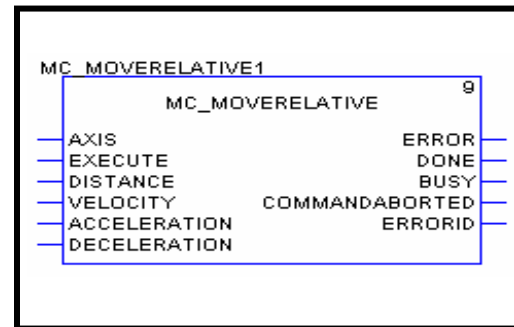 MC_MOVERELATIVE1
9
MC_MOVERELATIVE
AXIS ERROR
EXECUTE DONE
DISTANCE BUSY
VELOCITY COMMANDABORTED
ACCELERATION ERRORID
DECELERATION